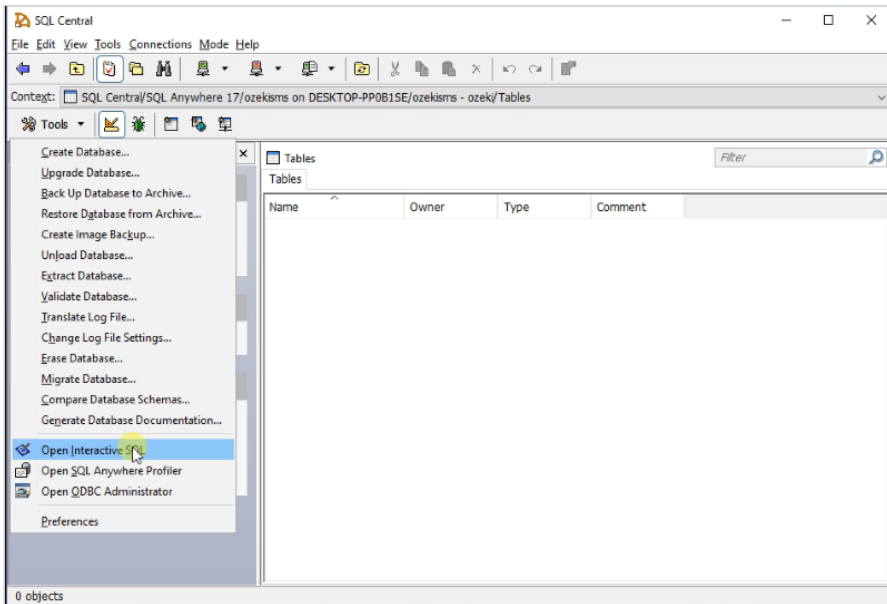 SQL Central
File Edit View Tools Connections Mode Help
Context: SQL Central/SQL Anywhere 17/ozekisms on DESKTOP-PP0B1SE/ozekisms - ozeki/Tables
Tools
Create Database...
Upgrade Database...
Back Up Database to Archive...
Restore Database from Archive...
Create Image Backup...
Unload Database...
Extract Database...
Validate Database...
Translate Log File...
Change Log File Settings...
Erase Database...
Migrate Database...
Compare Database Schemas...
Generate Database Documentation...
Open Interactive SQL
Open SQL Anywhere Profiler
Open ODBC Administrator
Preferences
Tables
Filter
Tables
Name Owner Type Comment
0 objects